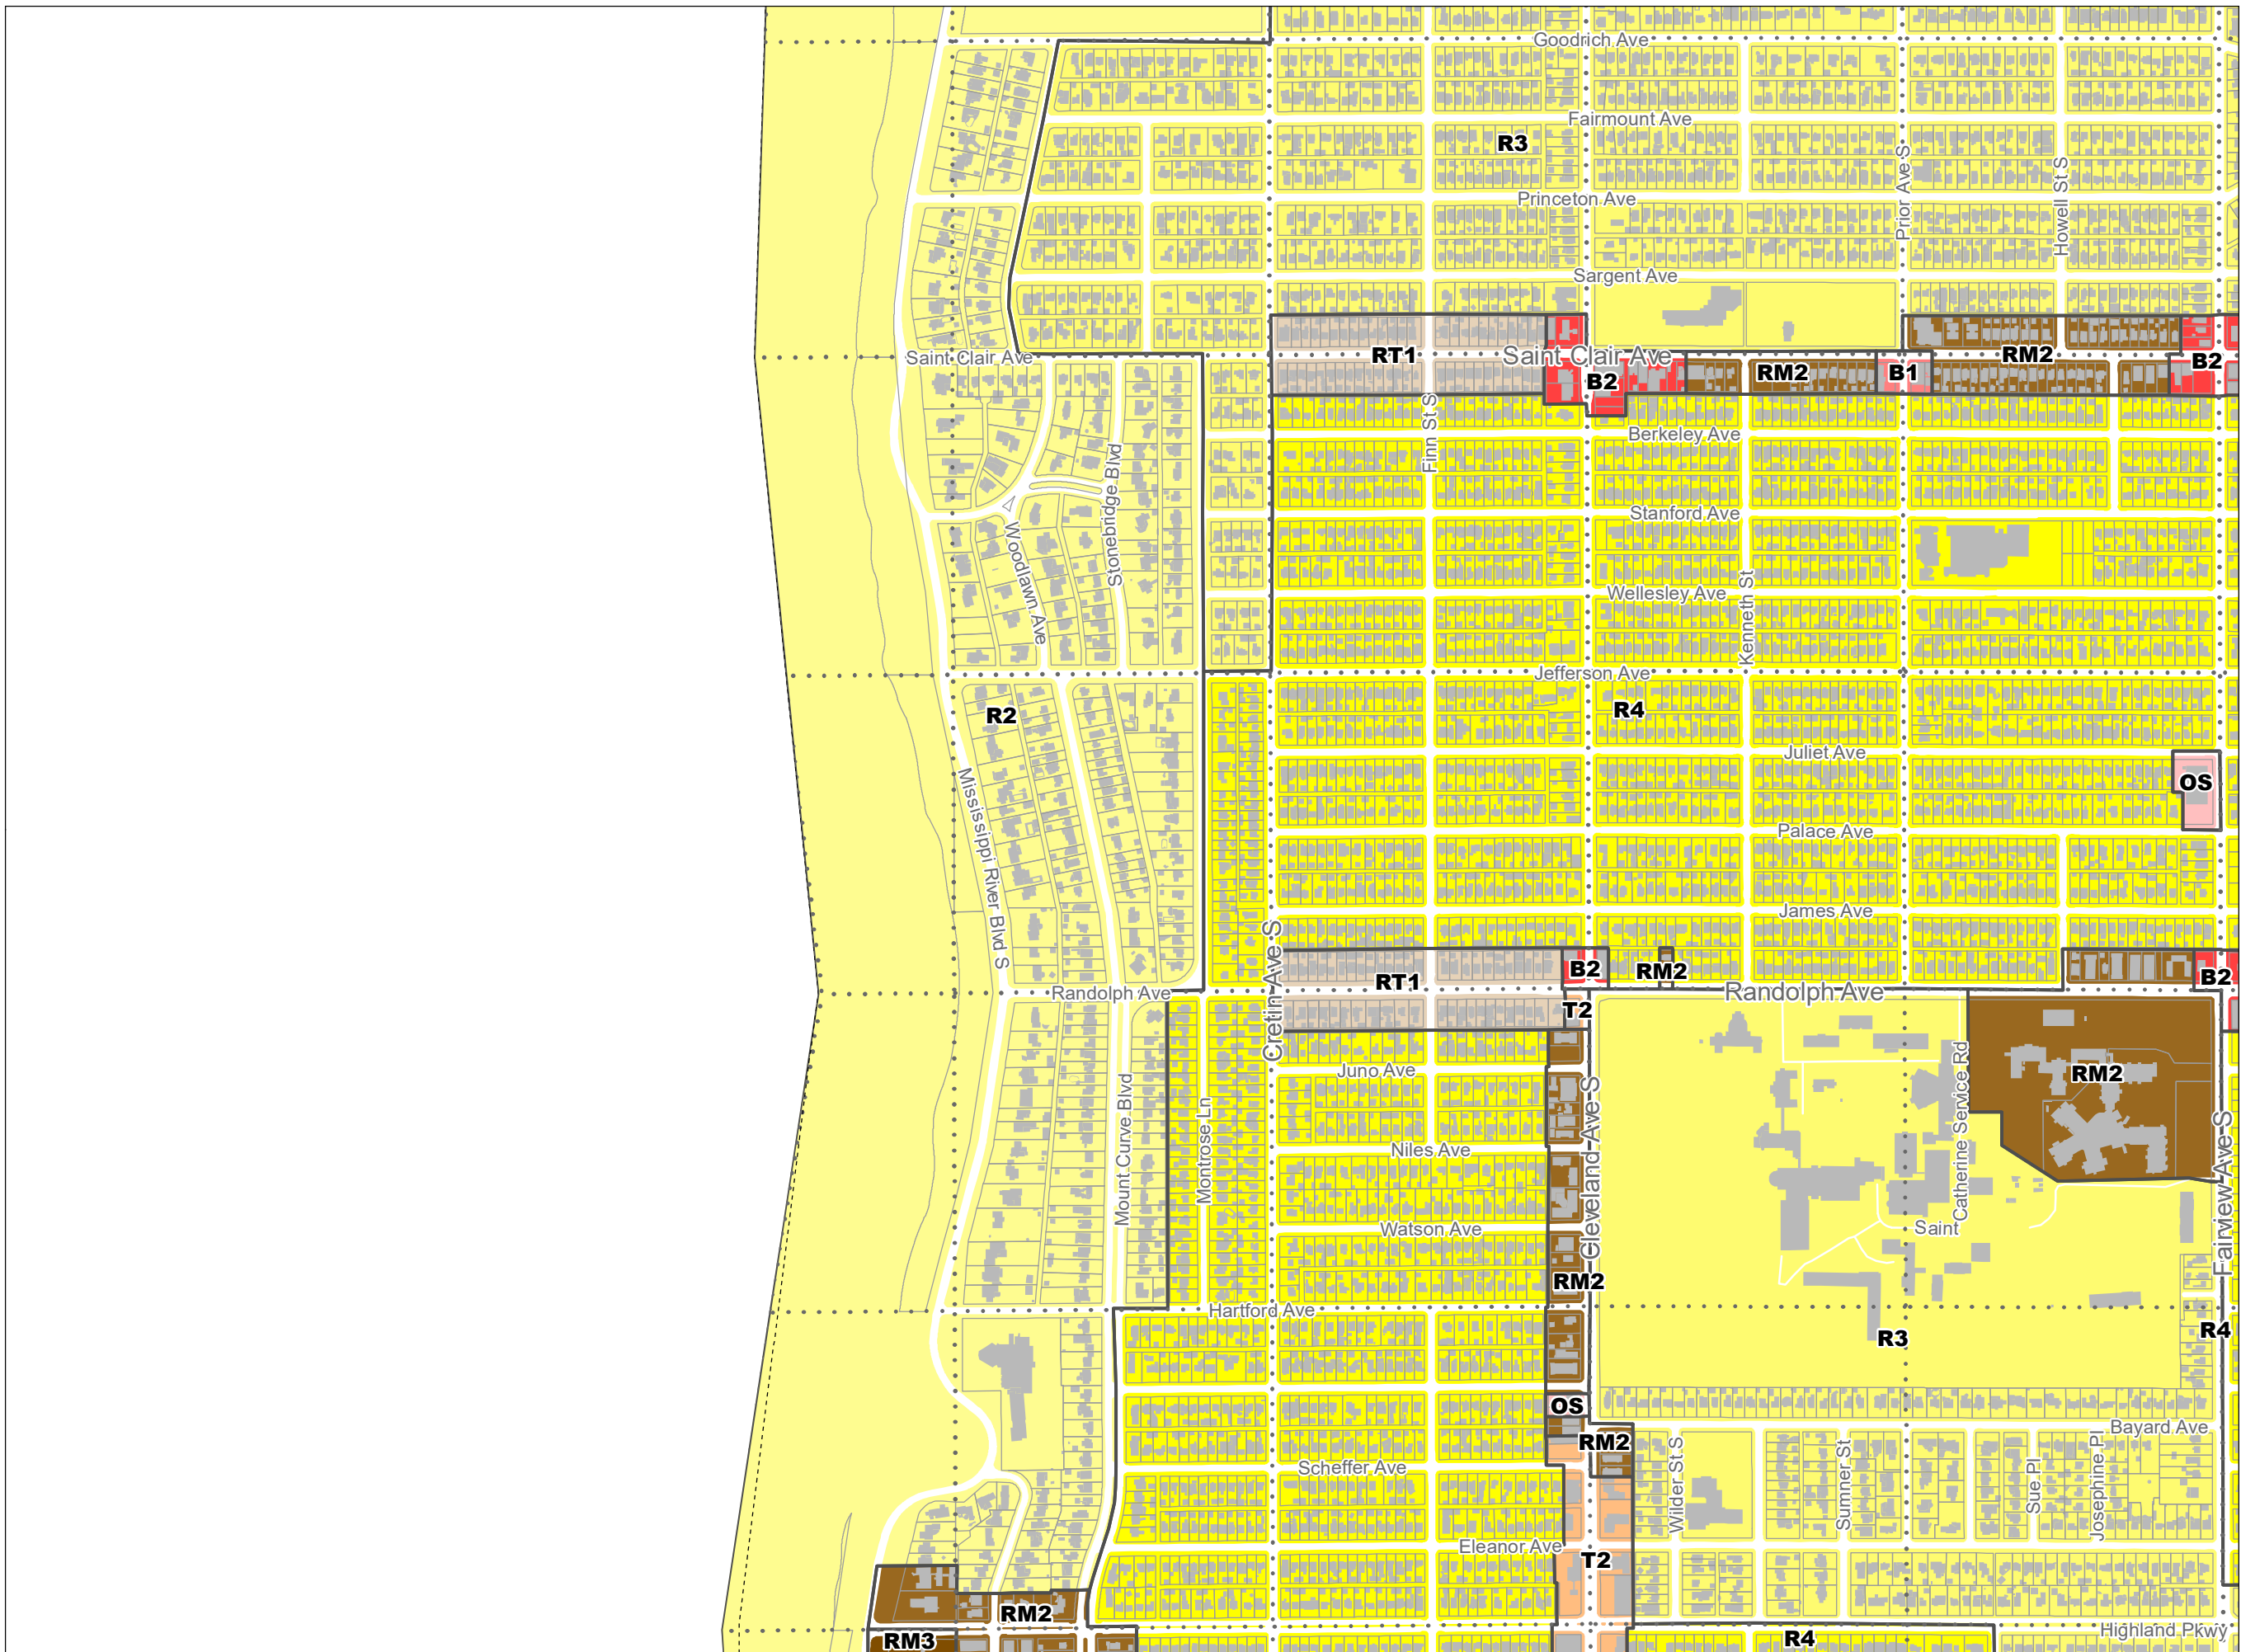 Goodrich Ave
Fairmount Ave
R3
Prior Ave S
Howell St S
Princeton Ave
Sargent Ave
Saint Clair Ave
RT1
Saint Clair Ave
B2
RM2
B1
RM2
B2
Finn St S
Berkeley Ave
Stonebridge Blvd
Woodlawn Ave
Stanford Ave
Wellesley Ave
Kenneth St
Jefferson Ave
R2
R4
Juliet Ave
OS
Mississippi River Blvd S
Palace Ave
James Ave
Cretin Ave S
RT1
B2
RM2
B2
Randolph Ave
Randolph Ave
T2
Juno Ave
Catherine Service Rd
RM2
Mount Curve Blvd
Montrose Ln
Cleveland Ave S
Fairview Ave S
Niles Ave
Watson Ave
Saint
RM2
Hartford Ave
R3
R4
OS
Bayard Ave
RM2
Scheffer Ave
Wilder St S
Sumner St
Sue Pl
Josephine Pl
Eleanor Ave
T2
RM2
RM3
R4
Highland Pkwy